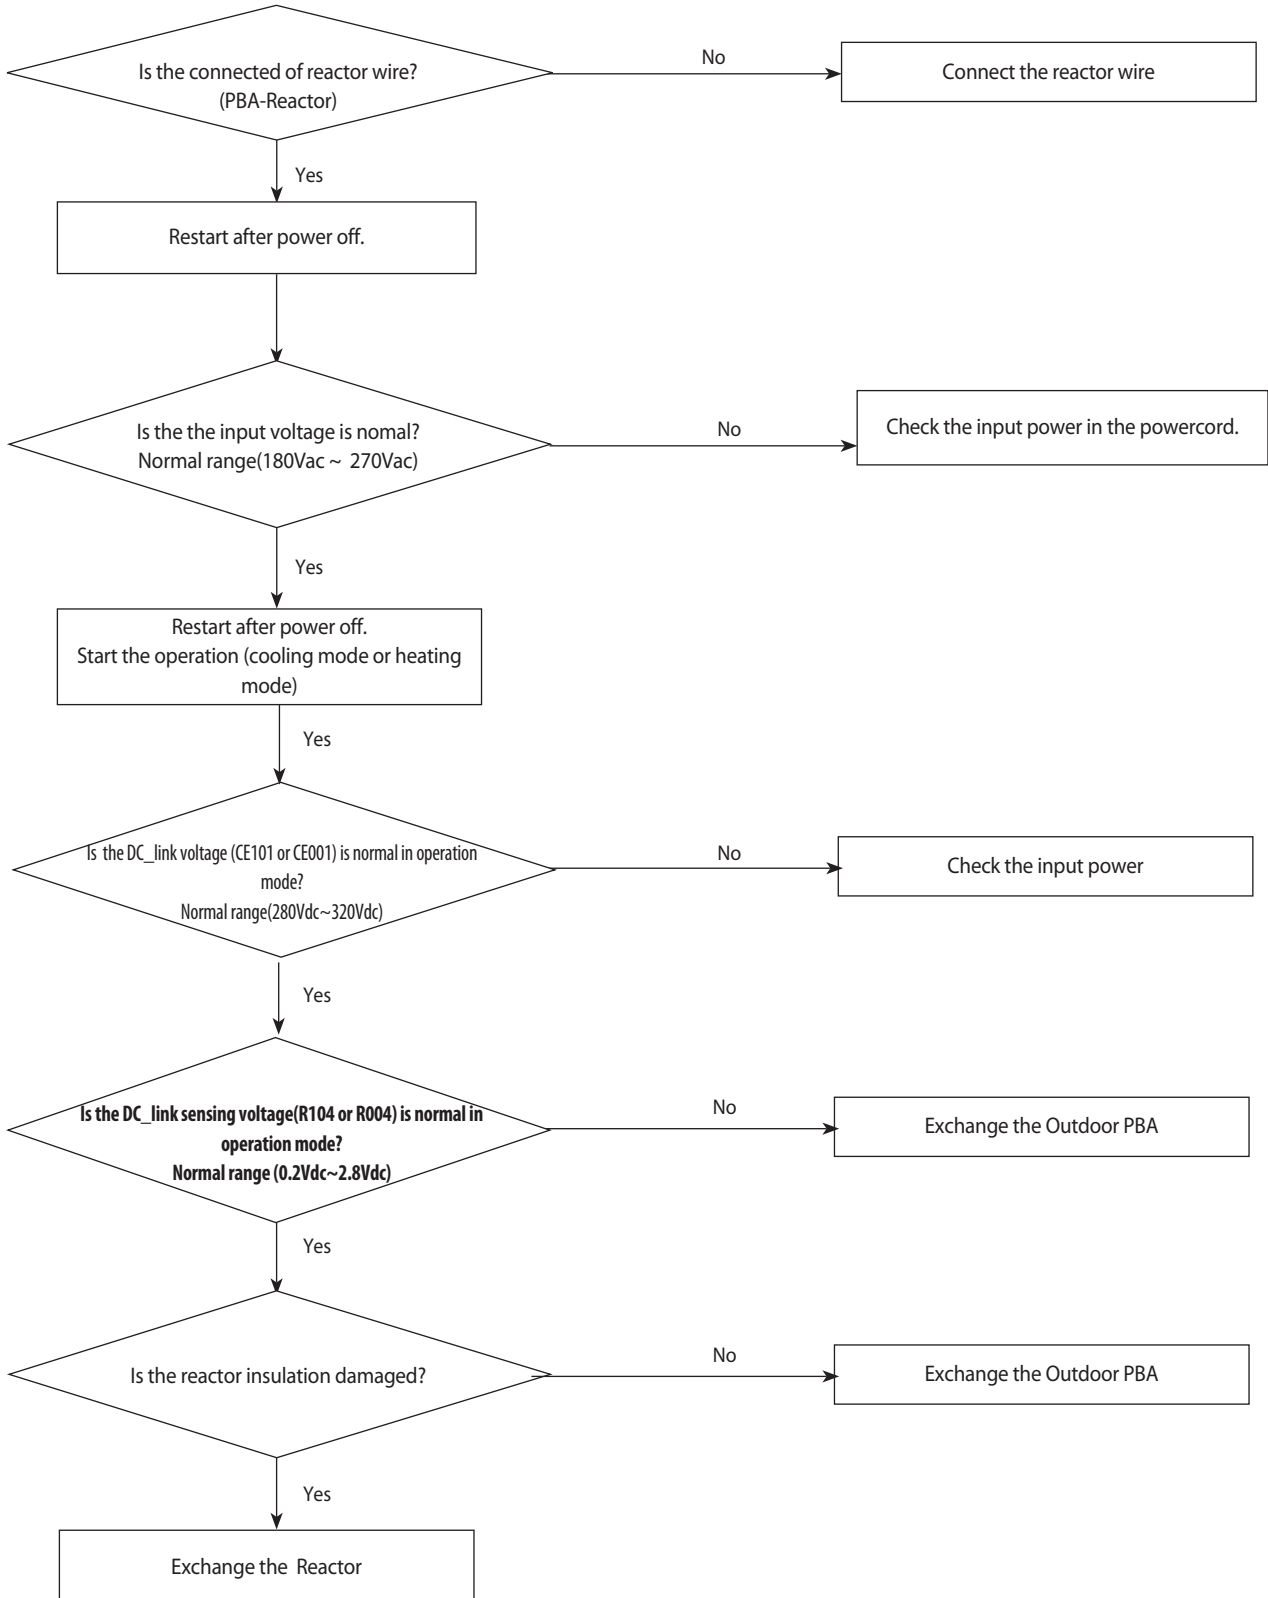 Is the connected of reactor wire?
(PBA-Reactor)
No
Connect the reactor wire
Yes
Restart after power off.
Is the the input voltage is nomal?
Normal range(180Vac ~ 270Vac)
No
Check the input power in the powercord.
Yes
Restart after power off.
Start the operation (cooling mode or heating
mode)
Yes
Is the DC_link voltage (CE101 or CE001) is normal in operation
mode?
Normal range(280Vdc~320Vdc)
No
Check the input power
Yes
Is the DC_link sensing voltage(R104 or R004) is normal in
operation mode?
Normal range (0.2Vdc~2.8Vdc)
No
Exchange the Outdoor PBA
Yes
Is the reactor insulation damaged?
No
Exchange the Outdoor PBA
Yes
Exchange the Reactor